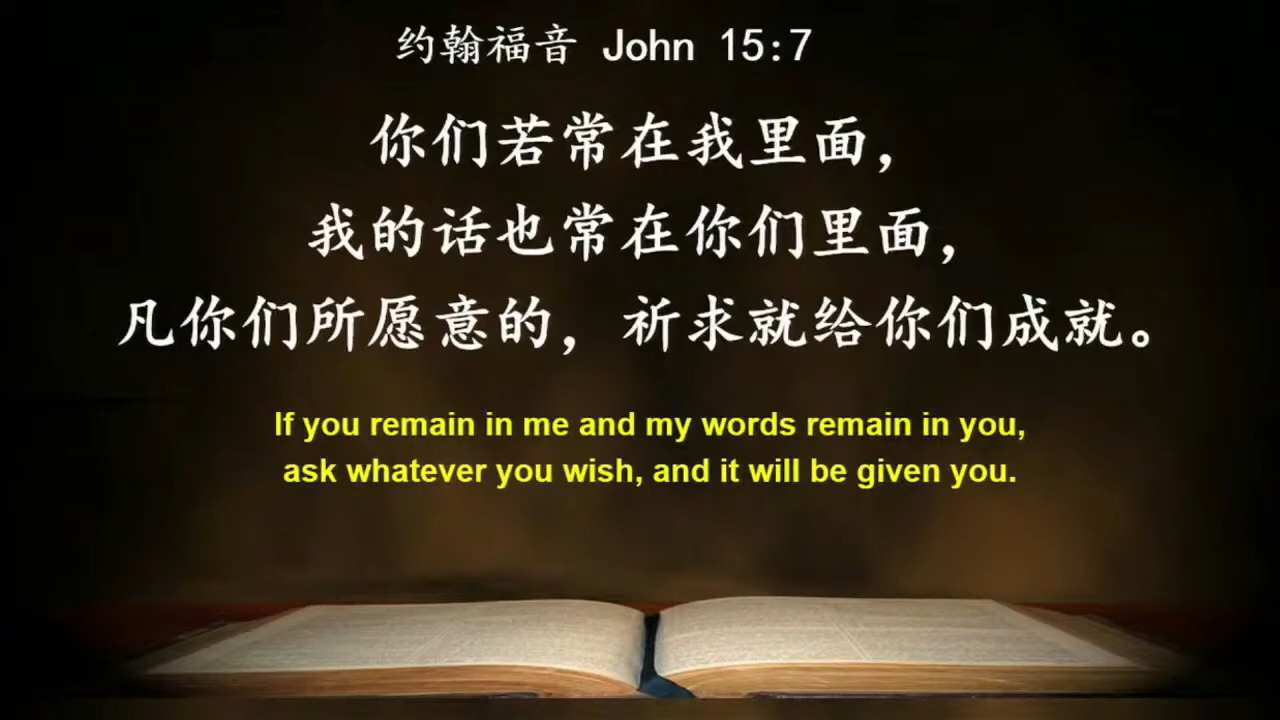 约翰福音 John 15:7
你们若常在我里面，
我的话也常在你们里面，
凡你们所愿意的，祈求就给你们成就。
If you remain in me and my words remain in you,
ask whatever you wish, and it will be given you.